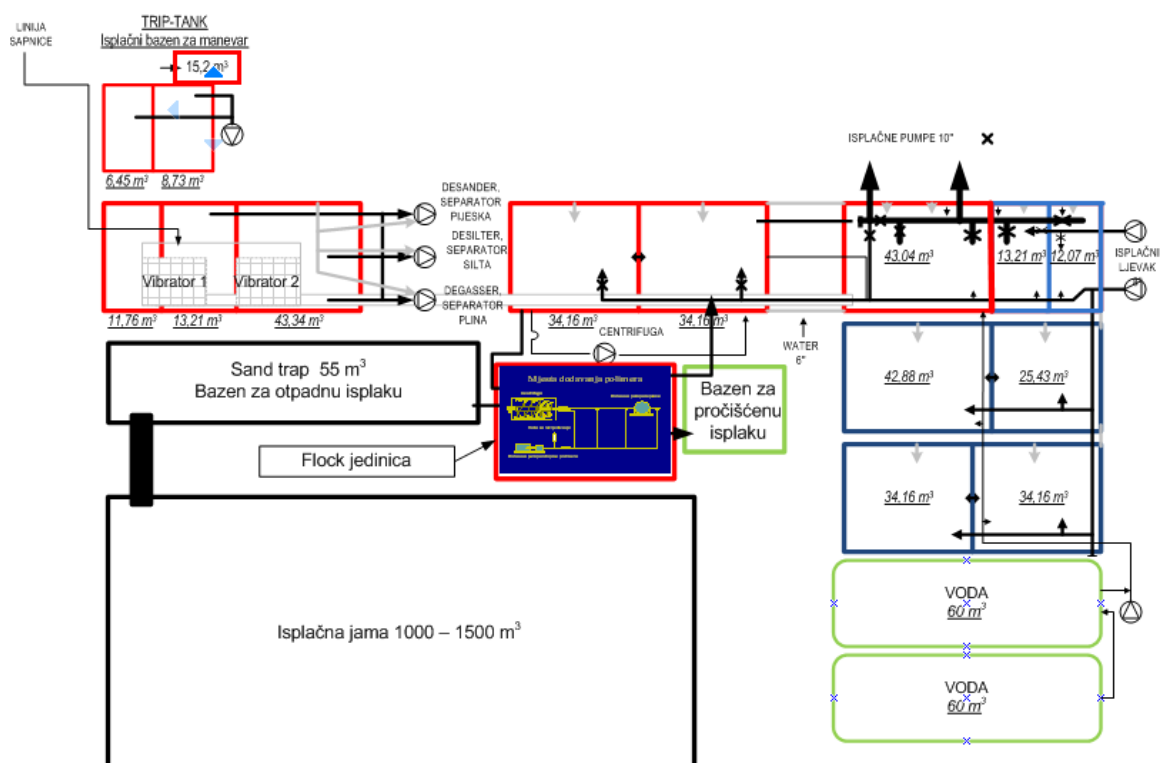 LINIJA
SAPNICE
TRIP-TANK
Isplačni bazen za manevar
15,2 m³
6,45 m³
8,73 m³
ISPLAČNE PUMPE 10"
DESANDER,
SEPARATOR
PIJESKA
DESILTER,
SEPARATOR
SILTA
DEGASSER,
SEPARATOR
PLINA
Vibrator 1
Vibrator 2
11,76 m³
13,21 m³
43,34 m³
34,16 m³
34,16 m³
43,04 m³
13,21 m³
12,07 m³
ISPLAČNI
LJEVAK
CENTRIFUGA
WATER
6"
Sand trap 55 m³
Bazen za otpadnu isplaku
Mijesta dodavanja polimera
Bazen za
pročišćenu
isplaku
Flock jedinica
42,88 m³
25,43 m³
34,16 m³
34,16 m³
VODA
60 m³
VODA
60 m³
Isplačna jama 1000 – 1500 m³